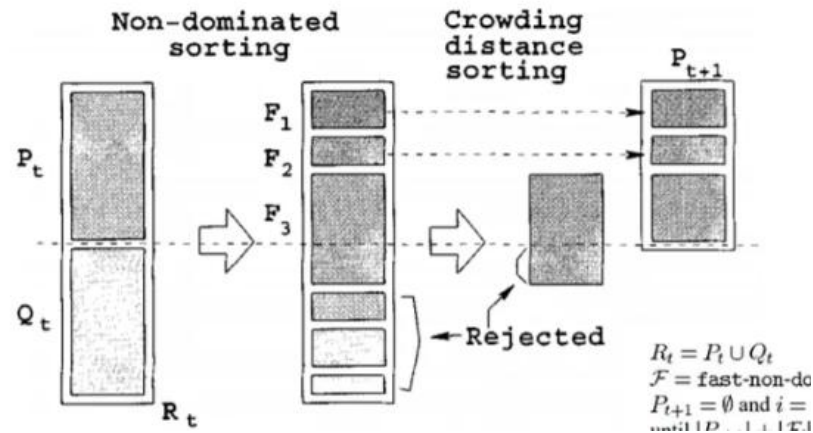 Non-dominated
sorting
Crowding
distance
sorting
P t+1
F 1
F 2
P t
F 3
Q t
Rejected
R t
R_t = P_t ∪ Q_t
F = fast-non-do
P_{t+1} = ∅ and i =
until